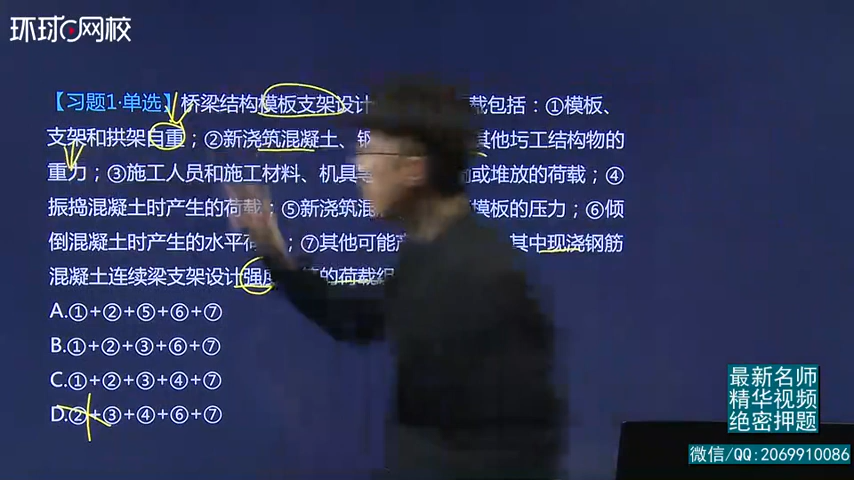 环球网校
【习题1·单选】桥梁结构模板支架设计 载包括：①模板、
支架和拱架自重；②新浇筑混凝土、钢 其他圬工结构物的
重力；③施工人员和施工材料、机具等 或堆放的荷载；④
振捣混凝土时产生的荷载；⑤新浇筑混 模板的压力；⑥倾
倒混凝土时产生的水平荷 ；⑦其他可能产 其中现浇钢筋
混凝土连续梁支架设计强度 的荷载组
A.①+②+⑤+⑥+⑦
B.①+②+③+⑥+⑦
C.①+②+③+④+⑦
D.②+③+④+⑥+⑦
最新名师
精华视频
绝密押题
微信/QQ:2069910086